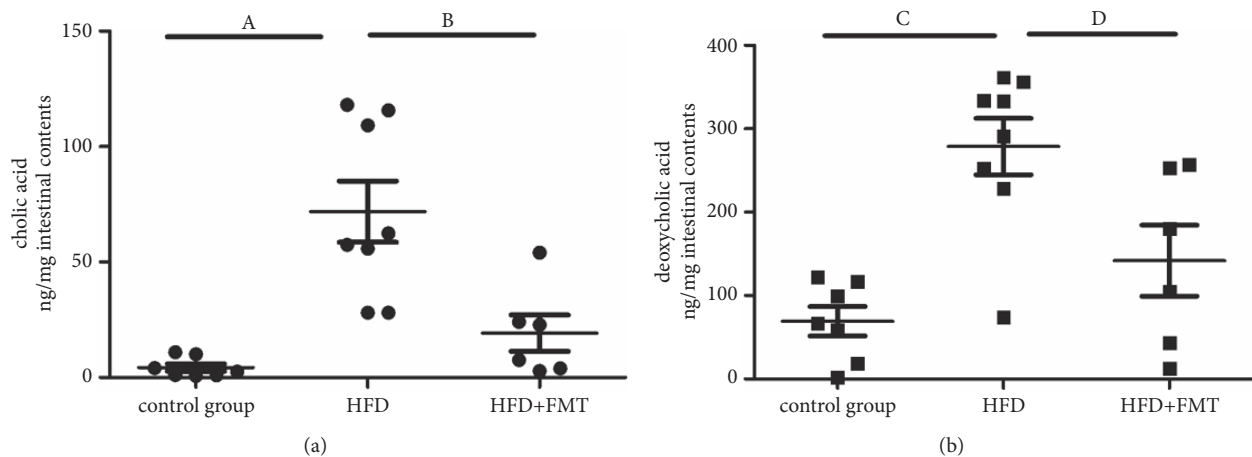 A
B
150
100
50
0
cholic acid
ng/mg intestinal contents
control group
HFD
HFD+FMT
(a)
C
D
400
300
200
100
0
deoxycholic acid
ng/mg intestinal contents
control group
HFD
HFD+FMT
(b)